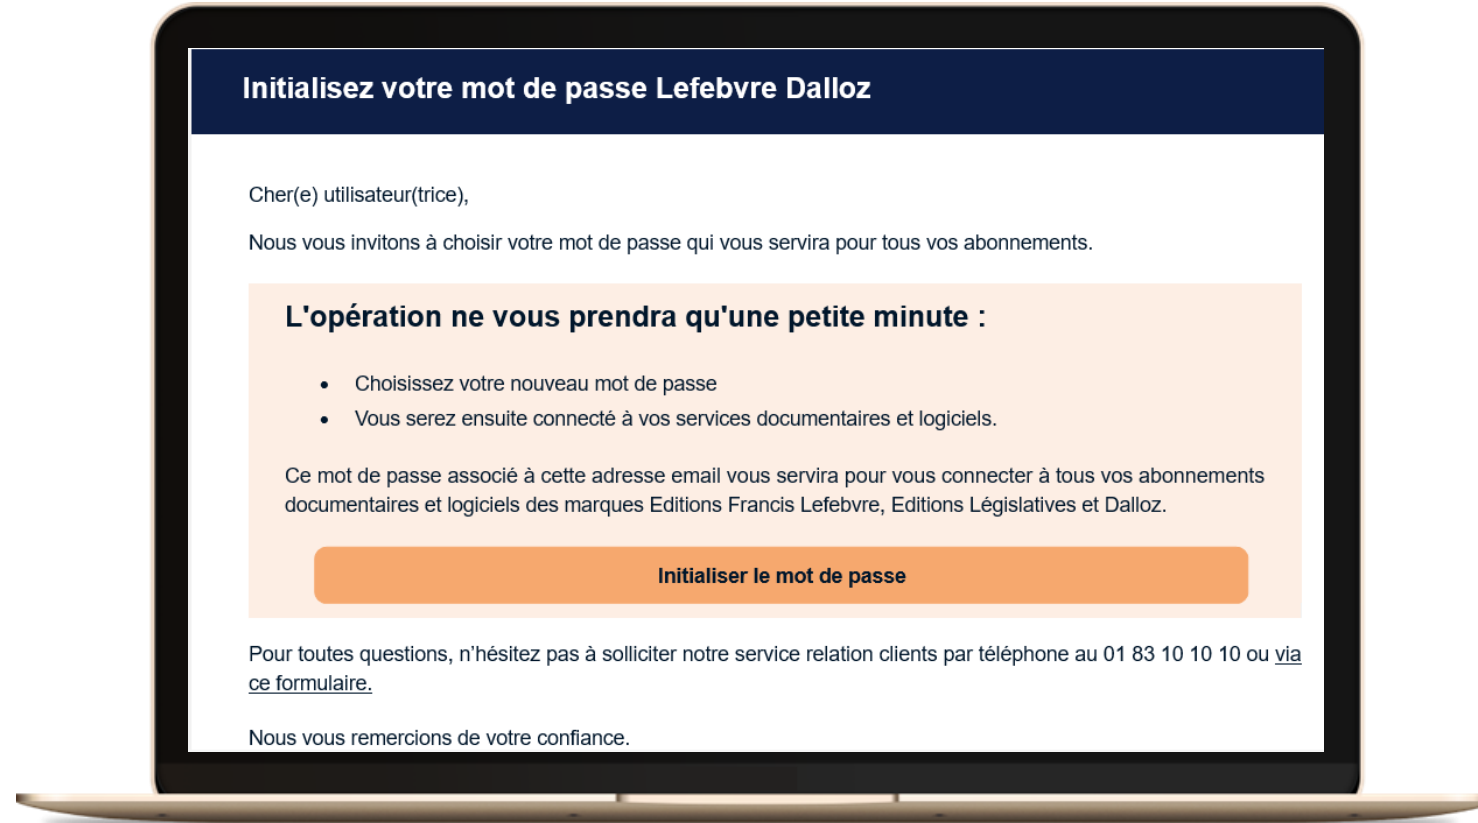 Initialisez votre mot de passe Lefebvre Dalloz
Cher(e) utilisateur(trice),
Nous vous invitons à choisir votre mot de passe qui vous servira pour tous vos abonnements.
L'opération ne vous prendra qu'une petite minute :
• Choisissez votre nouveau mot de passe
• Vous serez ensuite connecté à vos services documentaires et logiciels.
Ce mot de passe associé à cette adresse email vous servira pour vous connecter à tous vos abonnements
documentaires et logiciels des marques Editions Francis Lefebvre, Editions Législatives et Dalloz.
Initialiser le mot de passe
Pour toutes questions, n’hésitez pas à solliciter notre service relation clients par téléphone au 01 83 10 10 10 ou via
ce formulaire.
Nous vous remercions de votre confiance.